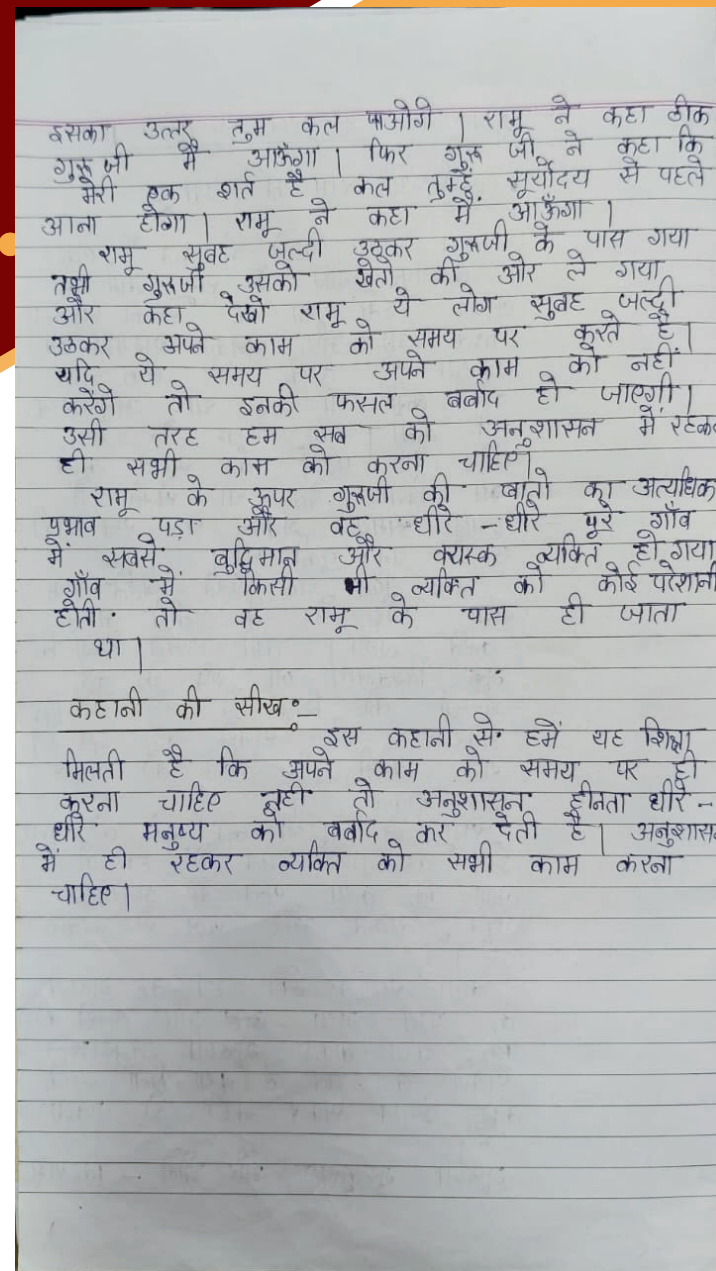 इसका उत्तर तुम कल पाओगे | रामू ने कहा ठीक
गुरू जी मैं आऊँगा | फिर गुरू जी ने कहा कि
मेरी एक शर्त है कल तुम्हें सूर्योदय से पहले
आना होगा | रामू ने कहा मैं आऊँगा |
रामू सुबह जल्दी उठकर गुरूजी के पास गया
तभी गुरूजी उसको खेतो की ओर ले गया
और कहा देखो रामू ये लोग सुबह जल्दी
उठकर अपने काम को समय पर करते है |
यदि ये समय पर अपने काम को नहीं
करेंगे तो इनकी फसल बर्बाद हो जाएगी |
उसी तरह हम सब को अनुशासन में रहकर
ही सभी काम को करना चाहिए |
रामू के ऊपर गुरूजी की बातो का अत्यधिक
प्रभाव पड़ा और वह धीरे - धीरे पूरे गाँव
में सबसे बुद्धिमान और वयस्क व्यक्ति हो गया
गाँव में किसी भी व्यक्ति को कोई परेशानी
होती तो वह रामू के पास ही जाता
था |
कहानी की सीख :-
इस कहानी से हमें यह शिक्षा
मिलती है कि अपने काम को समय पर ही
करना चाहिए नही तो अनुशासन हीनता धीरे -
धीरे मनुष्य को बर्बाद कर देती है | अनुशासन
में ही रहकर व्यक्ति को सभी काम करना
चाहिए |